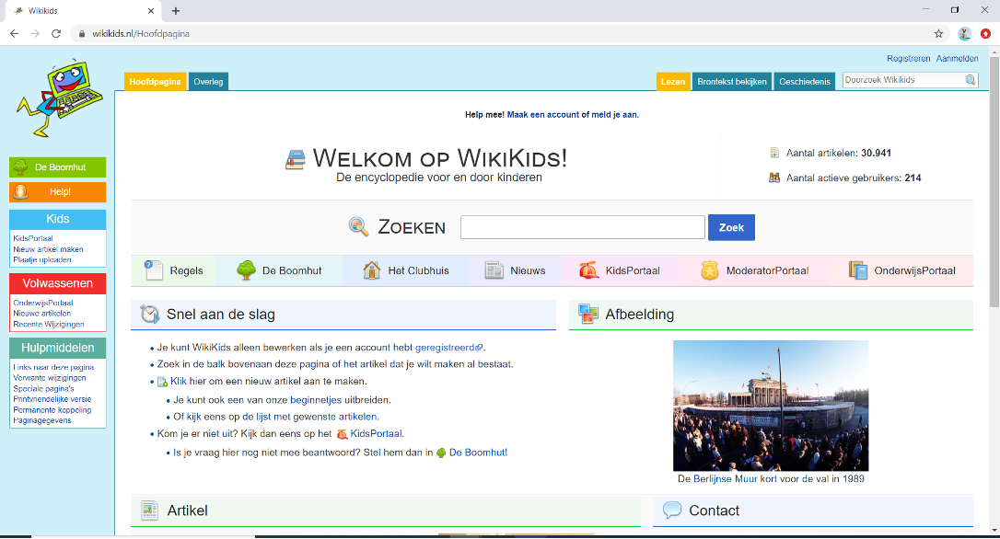 Wikikids
wikikids.nl/Hoofdpagina
Registreren Aanmelden
Hoofdpagina Overleg Lezen Brontekst bekijken Geschiedenis Doorzoek Wikikids
Help mee! Maak een account of meld je aan.
WELKOM OP WIKIKIDS!
De encyclopedie voor en door kinderen
Aantal artikelen: 30.941
Aantal actieve gebruikers: 214
ZOEKEN Zoek
Regels De Boomhut Het Clubhuis Nieuws KidsPortaal ModeratorPortaal OnderwijsPortaal
De Boomhut
Help!
Kids
KidsPortaal
Nieuw artikel maken
Plaatje uploaden
Volwassenen
OnderwijsPortaal
Nieuwe artikelen
Recente Wijzigingen
Hulpmiddelen
Links naar deze pagina
Verwante wijzigingen
Speciale pagina's
Printvriendelijke versie
Permanente koppeling
Paginagegevens
Snel aan de slag
Je kunt WikiKids alleen bewerken als je een account hebt geregistreerd.
Zoek in de balk bovenaan deze pagina of het artikel dat je wilt maken al bestaat.
Klik hier om een nieuw artikel aan te maken.
Je kunt ook een van onze beginnetjes uitbreiden.
Of kijk eens op de lijst met gewenste artikelen.
Kom je er niet uit? Kijk dan eens op het KidsPortaal.
Is je vraag hier nog niet mee beantwoord? Stel hem dan in De Boomhut!
Afbeelding
De Berlijnse Muur kort voor de val in 1989
Artikel
Contact